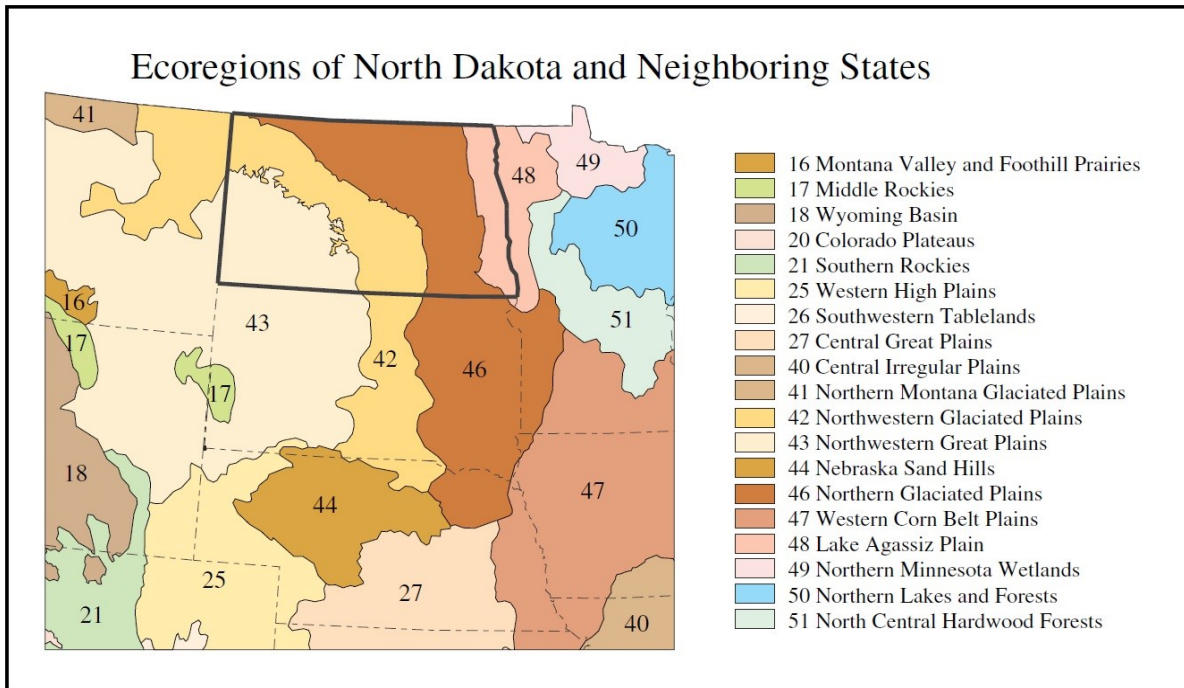 Ecoregions of North Dakota and Neighboring States
41
49
48
50
16
43
51
17
42
46
17
18
47
44
25
27
21
40
16 Montana Valley and Foothill Prairies
17 Middle Rockies
18 Wyoming Basin
20 Colorado Plateaus
21 Southern Rockies
25 Western High Plains
26 Southwestern Tablelands
27 Central Great Plains
40 Central Irregular Plains
41 Northern Montana Glaciated Plains
42 Northwestern Glaciated Plains
43 Northwestern Great Plains
44 Nebraska Sand Hills
46 Northern Glaciated Plains
47 Western Corn Belt Plains
48 Lake Agassiz Plain
49 Northern Minnesota Wetlands
50 Northern Lakes and Forests
51 North Central Hardwood Forests